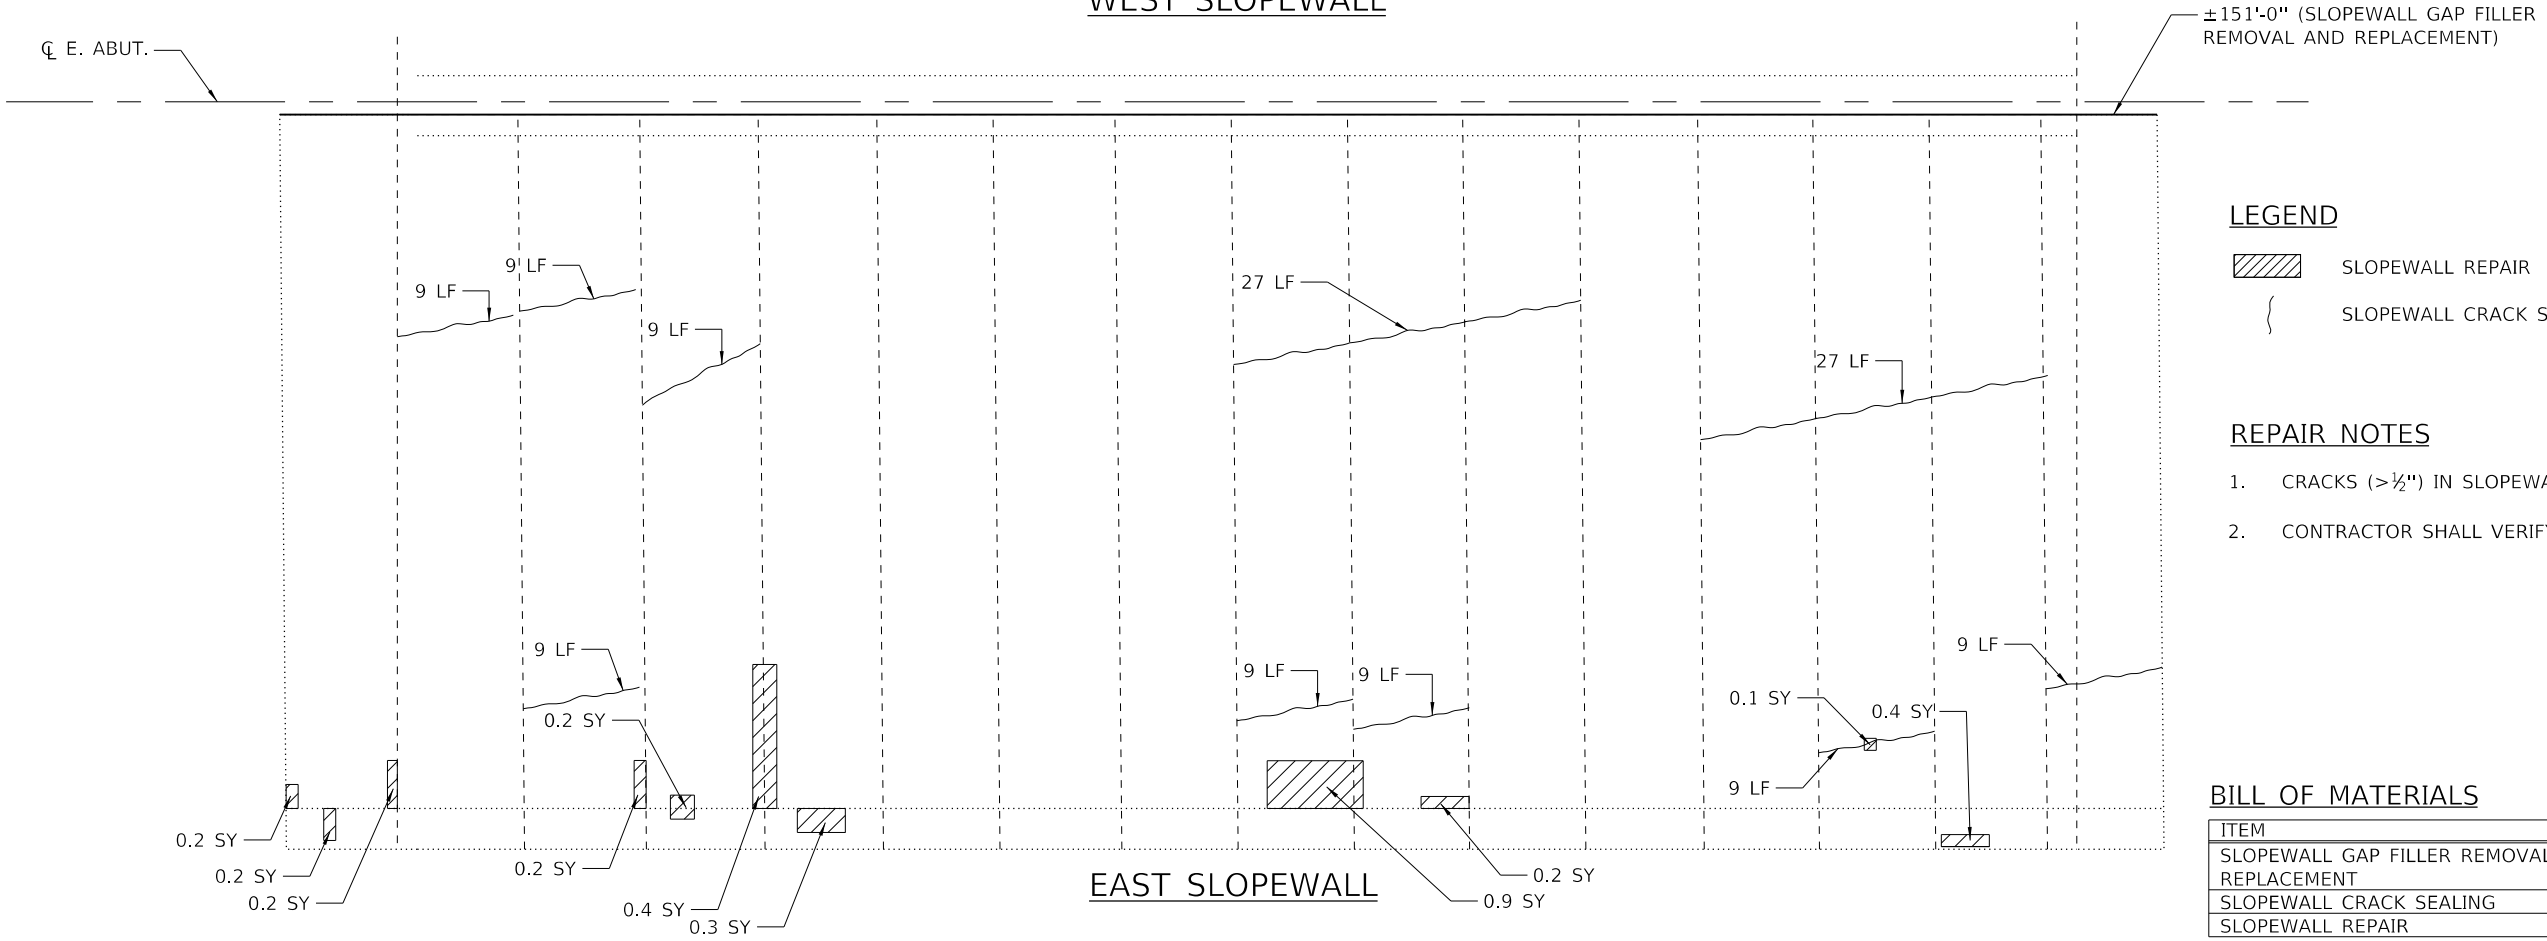 WEST SLOPEWALL
±151'-0" (SLOPEWALL GAP FILLER
REMOVAL AND REPLACEMENT)
℄ E. ABUT.
LEGEND
SLOPEWALL REPAIR
SLOPEWALL CRACK S
9 LF
9 LF
9 LF
27 LF
27 LF
REPAIR NOTES
1. CRACKS (>½") IN SLOPEWA
2. CONTRACTOR SHALL VERIFY
9 LF
0.2 SY
9 LF
9 LF
9 LF
0.1 SY
0.4 SY
9 LF
0.2 SY
0.2 SY
0.2 SY
0.2 SY
0.4 SY
0.3 SY
0.2 SY
0.9 SY
EAST SLOPEWALL
BILL OF MATERIALS
ITEM
SLOPEWALL GAP FILLER REMOVAL
REPLACEMENT
SLOPEWALL CRACK SEALING
SLOPEWALL REPAIR